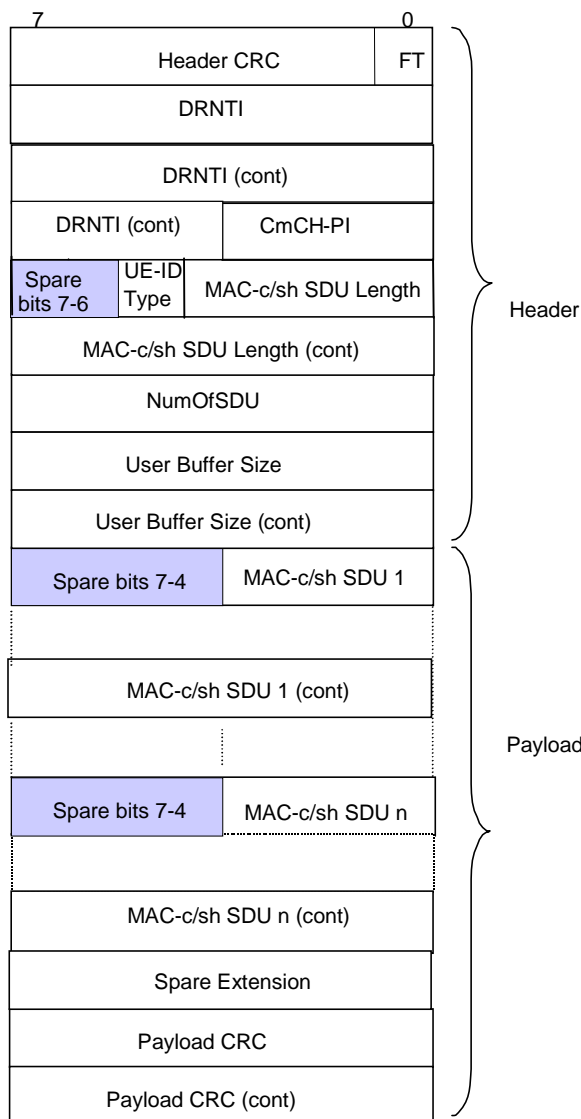 7 0
Header CRC FT
DRNTI
DRNTI (cont)
DRNTI (cont) CmCH-PI
Spare bits 7-6 UE-ID Type MAC-c/sh SDU Length
Header
MAC-c/sh SDU Length (cont)
NumOfSDU
User Buffer Size
User Buffer Size (cont)
Spare bits 7-4 MAC-c/sh SDU 1
MAC-c/sh SDU 1 (cont)
Payload
Spare bits 7-4 MAC-c/sh SDU n
MAC-c/sh SDU n (cont)
Spare Extension
Payload CRC
Payload CRC (cont)